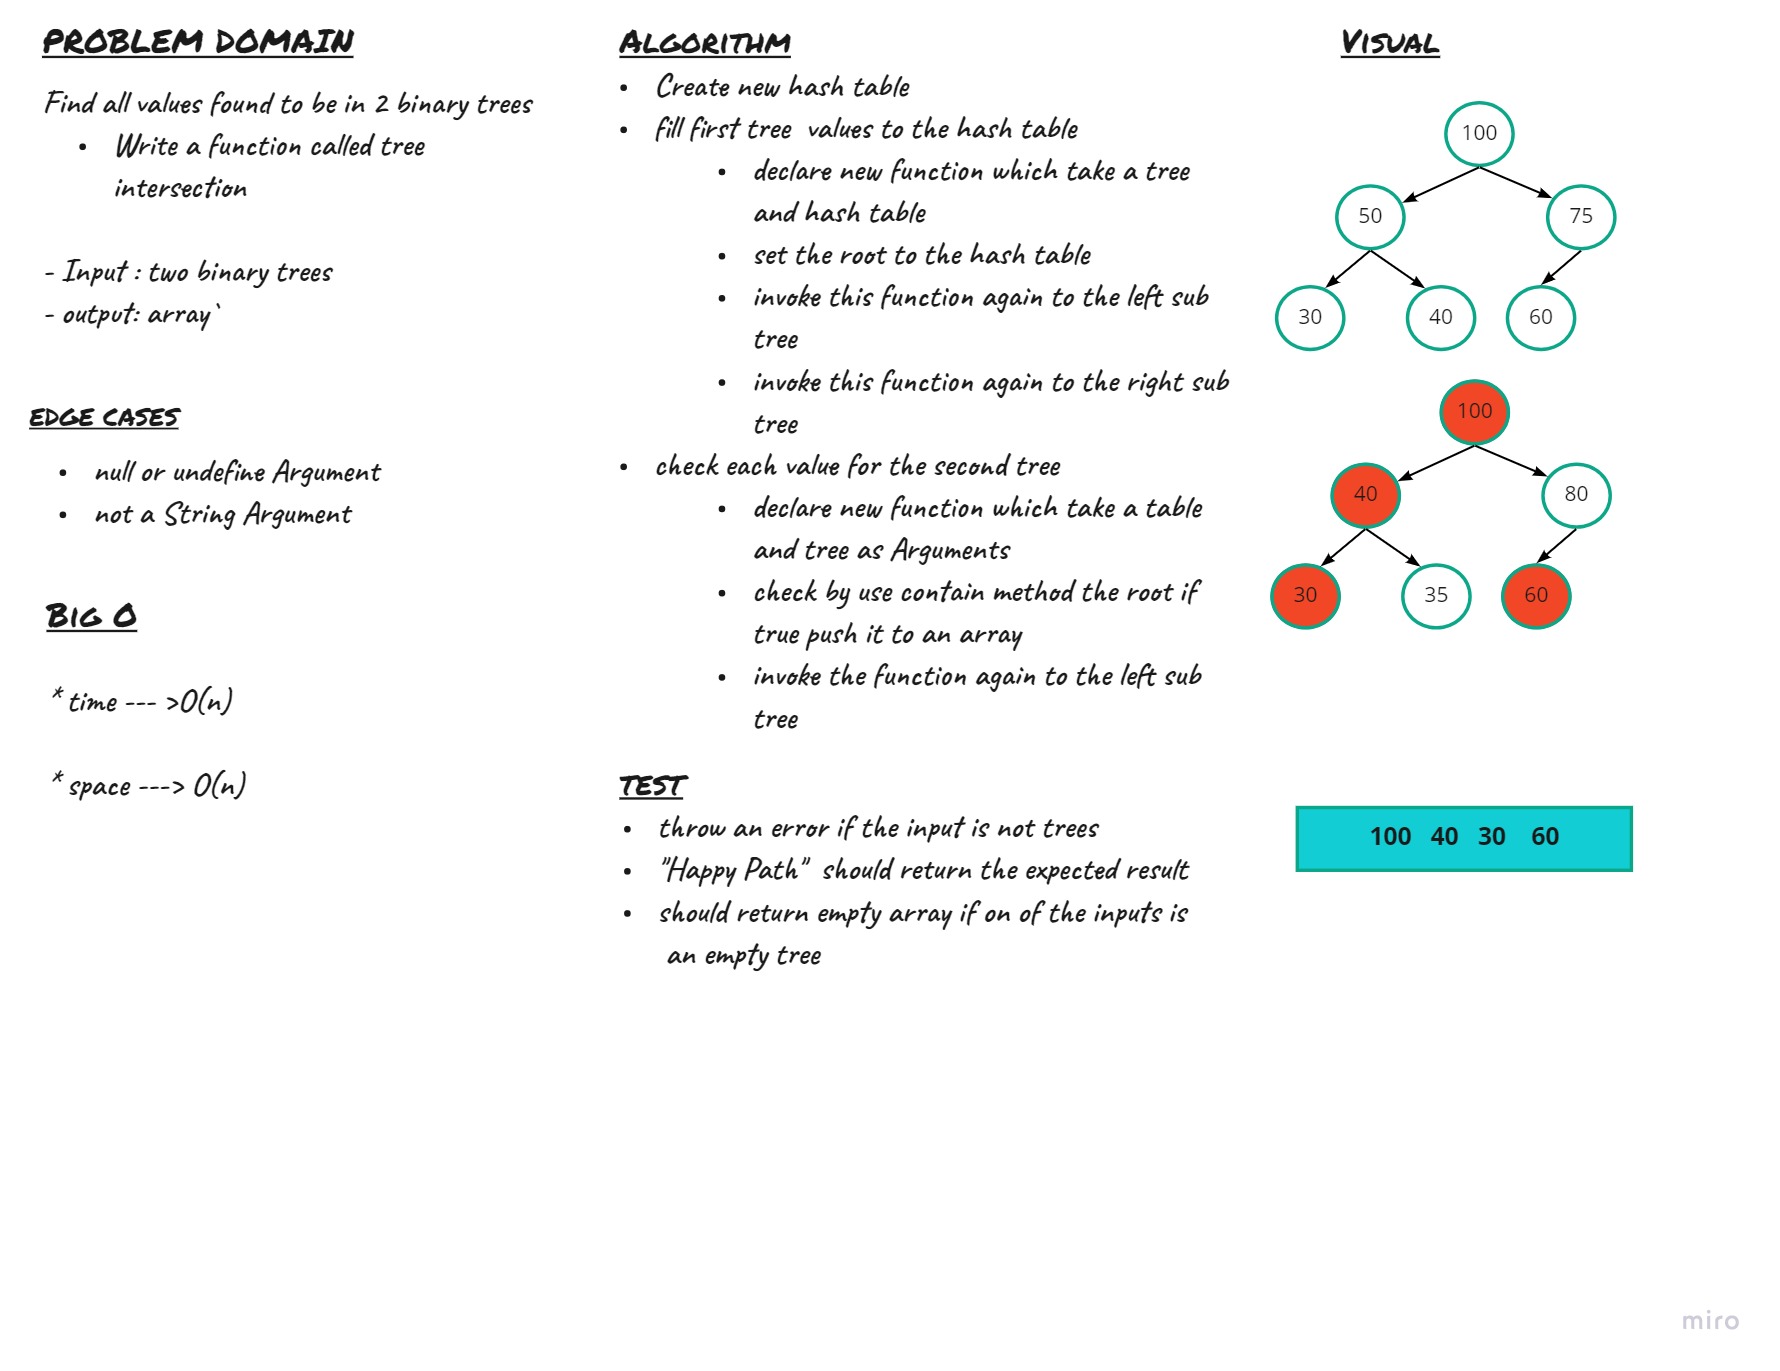 PROBLEM DOMAIN
Find all values found to be in 2 binary trees
• Write a function called tree
intersection
- Input : two binary trees
- output: array`
EDGE CASES
• null or undefine Argument
• not a String Argument
BIG O
* time --- >O(n)
* space ---> O(n)
ALGORITHM
• Create new hash table
• fill first tree values to the hash table
• declare new function which take a tree
and hash table
• set the root to the hash table
• invoke this function again to the left sub
tree
• invoke this function again to the right sub
tree
• check each value for the second tree
• declare new function which take a table
and tree as Arguments
• check by use contain method the root if
true push it to an array
• invoke the function again to the left sub
tree
TEST
• throw an error if the input is not trees
• "Happy Path" should return the expected result
• should return empty array if on of the inputs is
an empty tree
VISUAL
100
50 75
30 40 60
100
40 80
30 35 60
100 40 30 60
miro